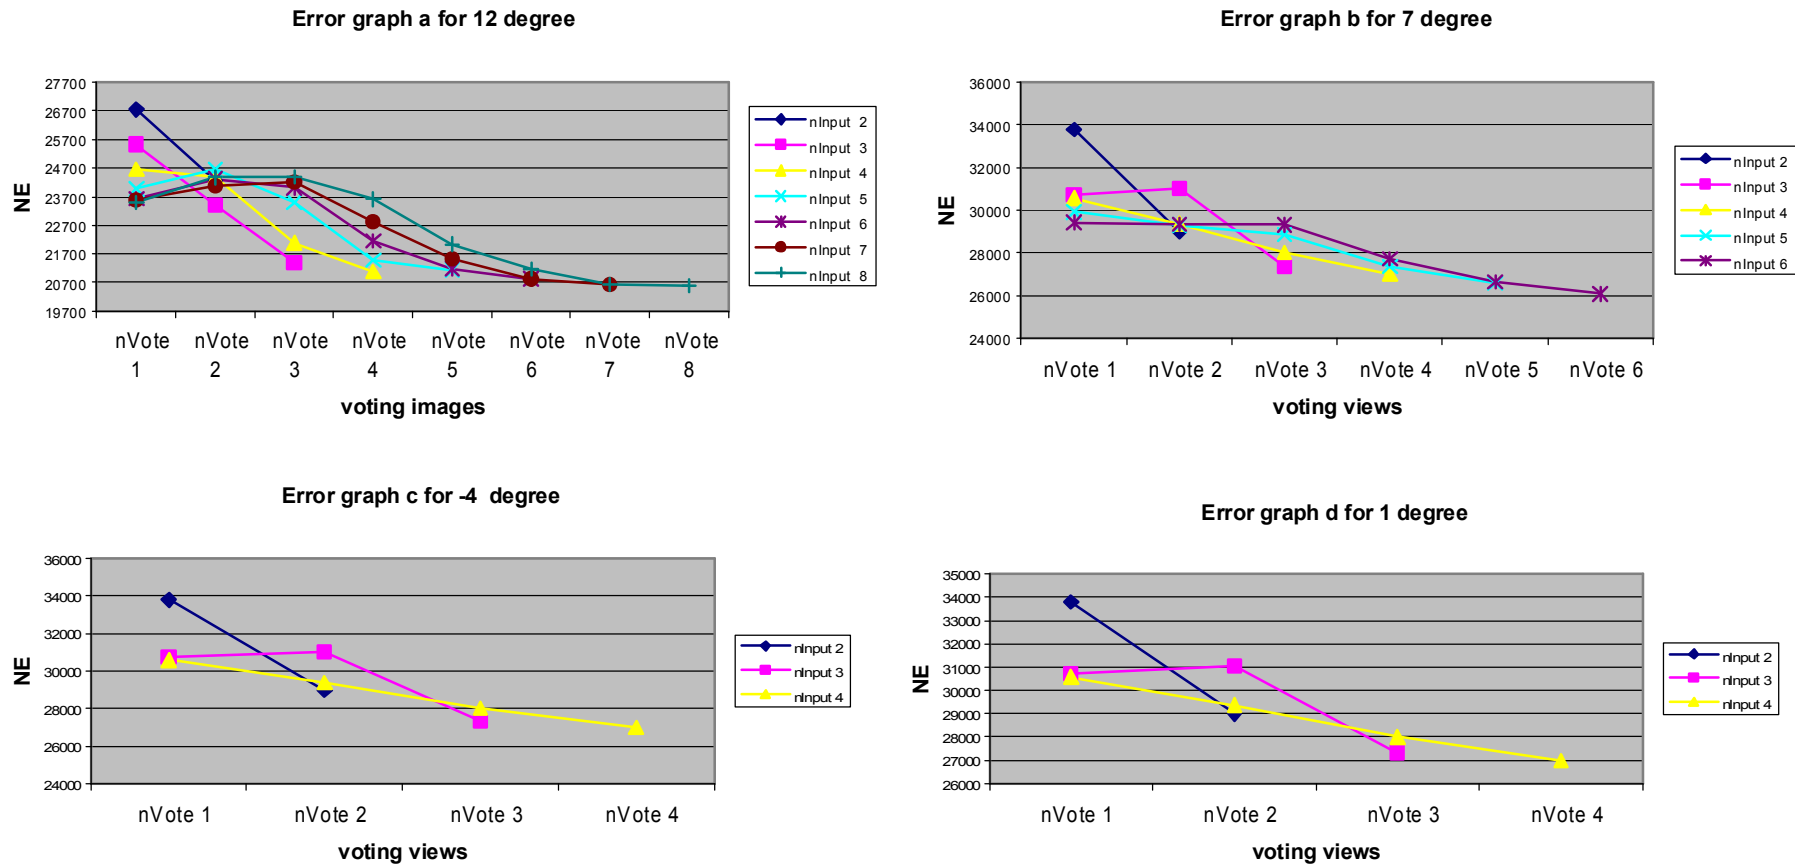 Error graph a for 12 degree
27700
26700
25700
24700
23700
22700
21700
20700
19700
NE
nVote 1
nVote 2
nVote 3
nVote 4
nVote 5
nVote 6
nVote 7
nVote 8
voting images
nInput 2
nInput 3
nInput 4
nInput 5
nInput 6
nInput 7
nInput 8
Error graph b for 7 degree
36000
34000
32000
30000
28000
26000
24000
NE
nVote 1
nVote 2
nVote 3
nVote 4
nVote 5
nVote 6
voting views
nInput 2
nInput 3
nInput 4
nInput 5
nInput 6
Error graph c for -4 degree
36000
34000
32000
30000
28000
26000
24000
NE
nVote 1
nVote 2
nVote 3
nVote 4
voting views
nInput 2
nInput 3
nInput 4
Error graph d for 1 degree
35000
34000
33000
32000
31000
30000
29000
28000
27000
26000
NE
nVote 1
nVote 2
nVote 3
nVote 4
voting views
nInput 2
nInput 3
nInput 4